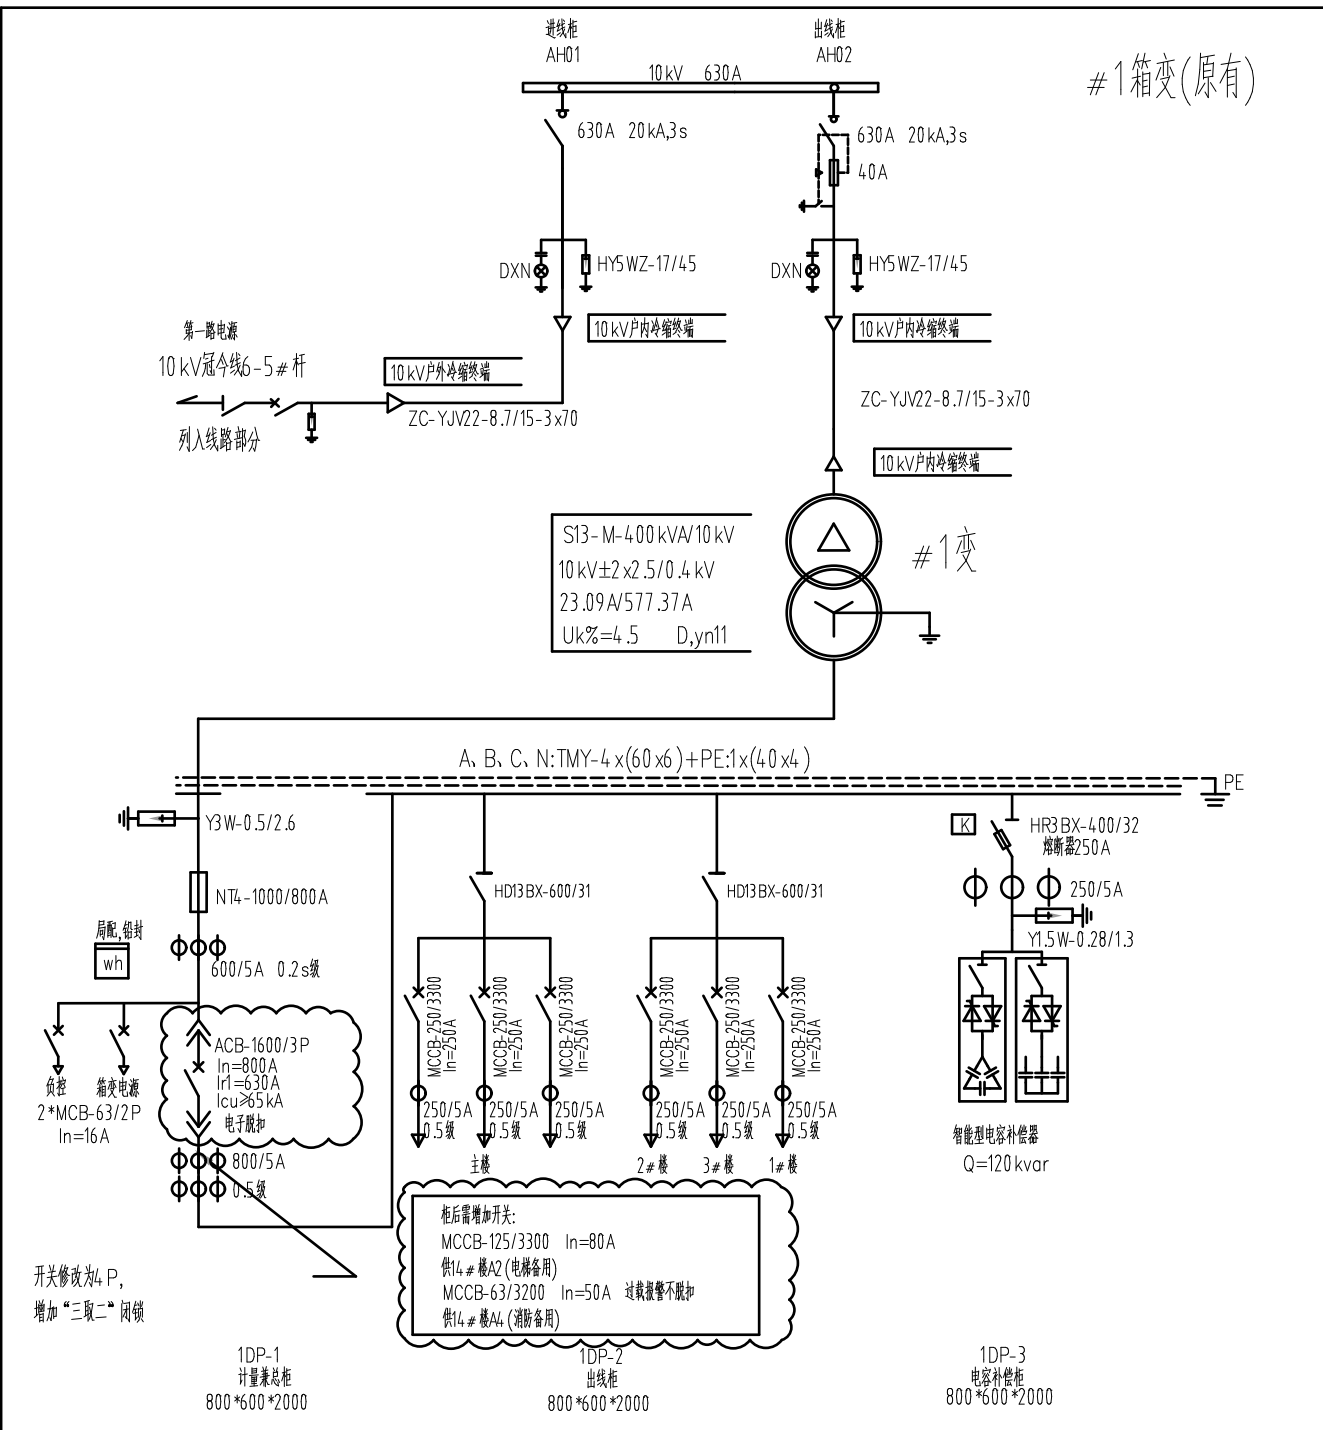 进线柜
AH01
出线柜
AH02
10kV 630A
#1箱变(原有)
630A 20kA,3s
630A 20kA,3s
40A
DXN
HY5WZ-17/45
DXN
HY5WZ-17/45
10kV户内冷缩终端
10kV户内冷缩终端
第一路电源
10kV冠今线6-5#杆
10kV户外冷缩终端
ZC-YJV22-8.7/15-3x70
ZC-YJV22-8.7/15-3x70
列入线路部分
10kV户内冷缩终端
S13-M-400kVA/10kV
10kV±2x2.5/0.4kV
23.09A/577.37A
Uk%=4.5 D,yn11
#1变
A、B、C、N:TMY-4x(60x6)+PE:1x(40x4)
PE
Y3W-0.5/2.6
NT4-1000/800A
局配,铅封
wh
600/5A 0.2s级
ACB-1600/3P
In=800A
Ir1=630A
Icu≥65kA
电子脱扣
负控
箱变电源
2*MCB-63/2P
In=16A
800/5A
0.5级
开关修改为4P,
增加“三取二”闭锁
HD13BX-600/31
HD13BX-600/31
MCCB-250/3300
In=250A
MCCB-250/3300
In=250A
MCCB-250/3300
In=250A
MCCB-250/3300
In=250A
MCCB-250/3300
In=250A
MCCB-250/3300
In=250A
250/5A
0.5级
250/5A
0.5级
250/5A
0.5级
250/5A
0.5级
250/5A
0.5级
250/5A
0.5级
主楼
2#楼
3#楼
1#楼
K
HR3BX-400/32
熔断器250A
250/5A
Y1.5W-0.28/1.3
智能型电容补偿器
Q=120kvar
柜后需增加开关:
MCCB-125/3300 In=80A
供14#楼A2(电梯备用)
MCCB-63/3200 In=50A 过载报警不脱扣
供14#楼A4(消防备用)
1DP-1
计量兼总柜
800*600*2000
1DP-2
出线柜
800*600*2000
1DP-3
电容补偿柜
800*600*2000